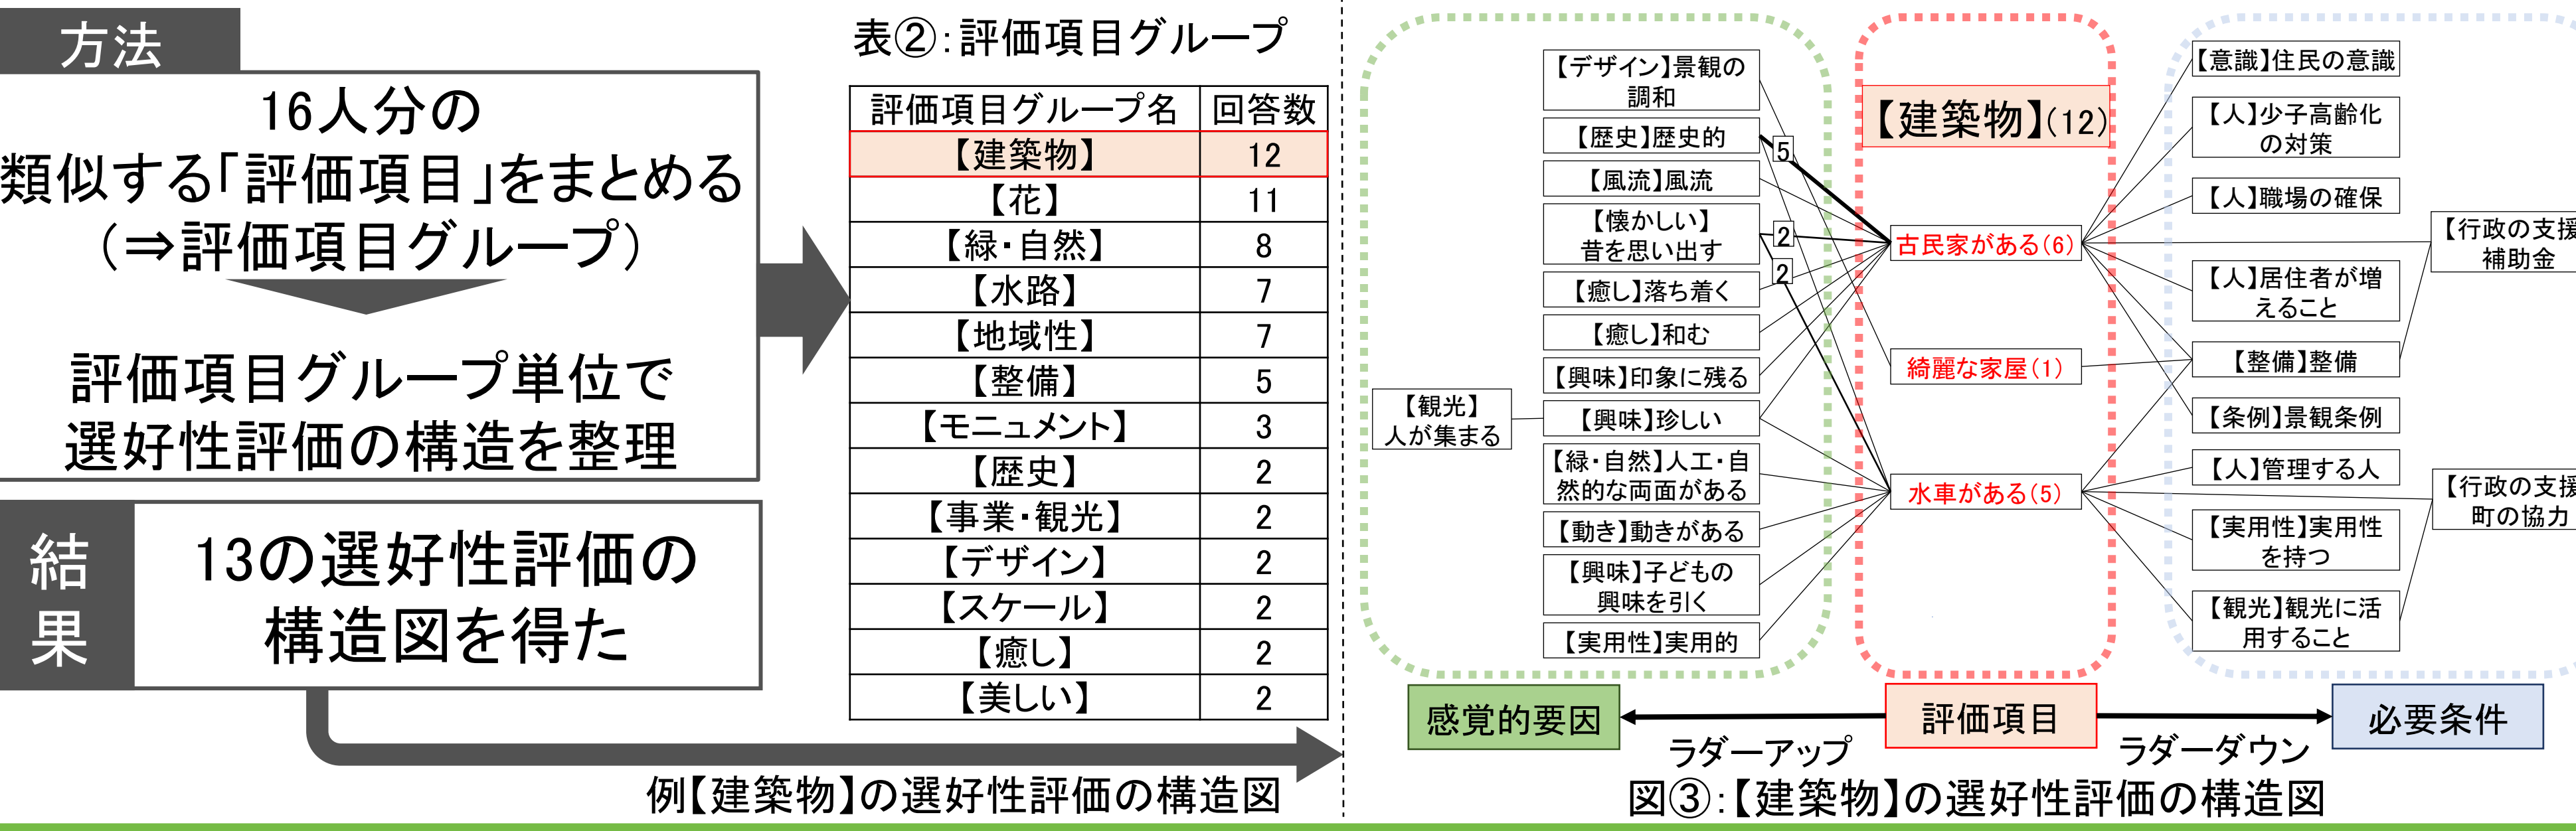 方法
16人分の
類似する「評価項目」をまとめる
(⇒評価項目グループ)
評価項目グループ単位で
選好性評価の構造を整理
結
果
13の選好性評価の
構造図を得た
表②:評価項目グループ
評価項目グループ名 回答数
【建築物】 12
【花】 11
【緑・自然】 8
【水路】 7
【地域性】 7
【整備】 5
【モニュメント】 3
【歴史】 2
【事業・観光】 2
【デザイン】 2
【スケール】 2
【癒し】 2
【美しい】 2
例【建築物】の選好性評価の構造図
【観光】
人が集まる
【デザイン】景観の
調和
【歴史】歴史的
【風流】風流
【懐かしい】
昔を思い出す
【癒し】落ち着く
【癒し】和む
【興味】印象に残る
【興味】珍しい
【緑・自然】人工・自
然的な両面がある
【動き】動きがある
【興味】子どもの
興味を引く
【実用性】実用的
5
2
2
【建築物】(12)
古民家がある(6)
綺麗な家屋(1)
水車がある(5)
【意識】住民の意識
【人】少子高齢化
の対策
【人】職場の確保
【人】居住者が増
えること
【整備】整備
【条例】景観条例
【人】管理する人
【実用性】実用性
を持つ
【観光】観光に活
用すること
【行政の支援
補助金
【行政の支援
町の協力
感覚的要因
評価項目
必要条件
ラダーアップ
ラダーダウン
図③:【建築物】の選好性評価の構造図